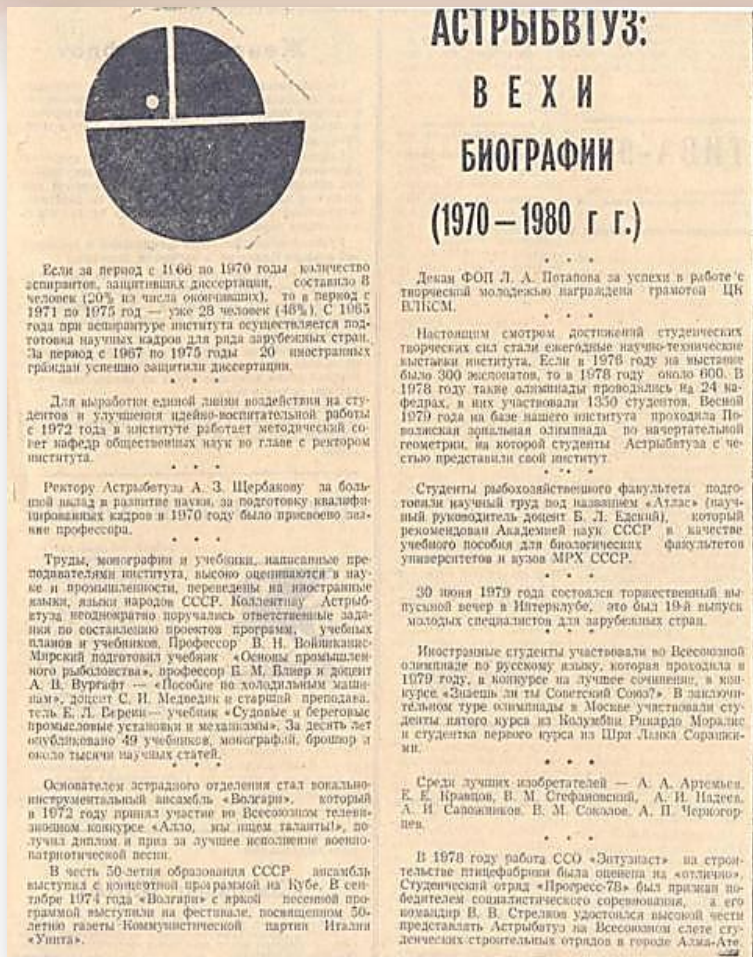 АСТРЫБВТУЗ:
ВЕХИ
БИОГРАФИИ
(1970—1980 г г.)
Если за период с 1966 по 1970 годы количество
аспирантов, защитивших диссертации, составило 8
человек (20% из числа окончивших), то в период с
1971 по 1975 год — уже 28 человек (48%). С 1965
года при аспирантуре института осуществляется под-
готовка научных кадров для ряда зарубежных стран.
За период с 1967 по 1975 годы 20 иностранных
граждан успешно защитили диссертации.
* * *
Для выработки единой линии воздействия на сту-
дентов и улучшения идейно-воспитательной работы
с 1972 года в институте работает методический со-
вет кафедр общественных наук во главе с ректором
института.
* * *
Ректору Астрыбвтуза А. З. Щербакову за боль-
шой вклад в развитие науки, за подготовку квалифи-
цированных кадров в 1970 году было присвоено зва-
ние профессора.
* * *
Труды, монографии и учебники, написанные пре-
подавателями института, высоко оцениваются в нау-
ке и промышленности, переведены на иностранные
языки, языки народов СССР. Коллективу Астрыб-
втуза неоднократно поручались ответственные зада-
ния по составлению проектов программ, учебных
планов и учебников. Профессор В. Н. Войниканис-
Мирский подготовил учебник «Основы промышлен-
ного рыболовства», профессор Б. М. Блиер и доцент
А. В. Вургафт — «Пособие по холодильным маши-
нам», доцент С. И. Медведик и старший преподава-
тель Е. Л. Береин — учебник «Судовые и береговые
промысловые установки и механизмы». За десять лет
опубликовано 49 учебников, монографий, брошюр и
около тысячи научных статей.
* * *
Основателем эстрадного отделения стал вокально-
инструментальный ансамбль «Волгари», который
в 1972 году принял участие во Всесоюзном телеви-
зионном конкурсе «Алло, мы ищем таланты!», по-
лучил диплом и приз за лучшее исполнение военно-
патриотической песни.
В честь 50-летия образования СССР ансамбль
выступил с концертной программой на Кубе. В сен-
тябре 1974 года «Волгари» с яркой песенной про-
граммой выступили на фестивале, посвященном 50-
летию газеты Коммунистической партии Италии
«Унита».
* * *
Декан ФОП Л. А. Потапова за успехи в работе с
творческой молодежью награждена грамотой ЦК
ВЛКСМ.
* * *
Настоящим смотром достижений студенческих
творческих сил стали ежегодные научно-технические
выставки института. Если в 1976 году на выставке
было 300 экспонатов, то в 1978 году около 600. В
1978 году также олимпиады проводились на 24 ка-
федрах, в них участвовали 1350 студентов. Весной
1979 года на базе нашего института проходила По-
волжская зональная олимпиада по начертательной
геометрии, на которой студенты Астрыбвтуза с че-
стью представили свой институт.
* * *
Студенты рыбохозяйственного факультета подго-
товили научный труд под названием «Атлас» (науч-
ный руководитель доцент Б. Л. Едский), который
рекомендован Академией наук СССР в качестве
учебного пособия для биологических факультетов
университетов и вузов МРХ СССР.
* * *
30 июня 1979 года состоялся торжественный вы-
пускной вечер в Интерклубе, это был 19-й выпуск
молодых специалистов для зарубежных стран.
* * *
Иностранные студенты участвовали во Всесоюзной
олимпиаде по русскому языку, которая проходила в
1979 году, в конкурсе на лучшее сочинение, в кон-
курсе «Знаешь ли ты Советский Союз?». В заключи-
тельном туре олимпиады в Москве участвовали сту-
денты пятого курса из Колумбии Рикардо Моралис
и студентка первого курса из Шри Ланка Сорашки-
ми.
* * *
Среди лучших изобретателей — А. А. Артемьев,
Е. Е. Кравцов, В. М. Стефановский, А. И. Надеев,
А. И. Сапожников, В. М. Соколов, А. П. Черногор-
цев.
* * *
В 1978 году работа ССО «Энтузиаст» на строи-
тельстве птицефабрики была оценена на «отлично».
Студенческий отряд «Прогресс-78» был признан по-
бедителем социалистического соревнования, а его
командир В. В. Стрелков удостоился высокой чести
представлять Астрыбвтуз на Всесоюзном слете сту-
денческих строительных отрядов в городе Алма-Ате.